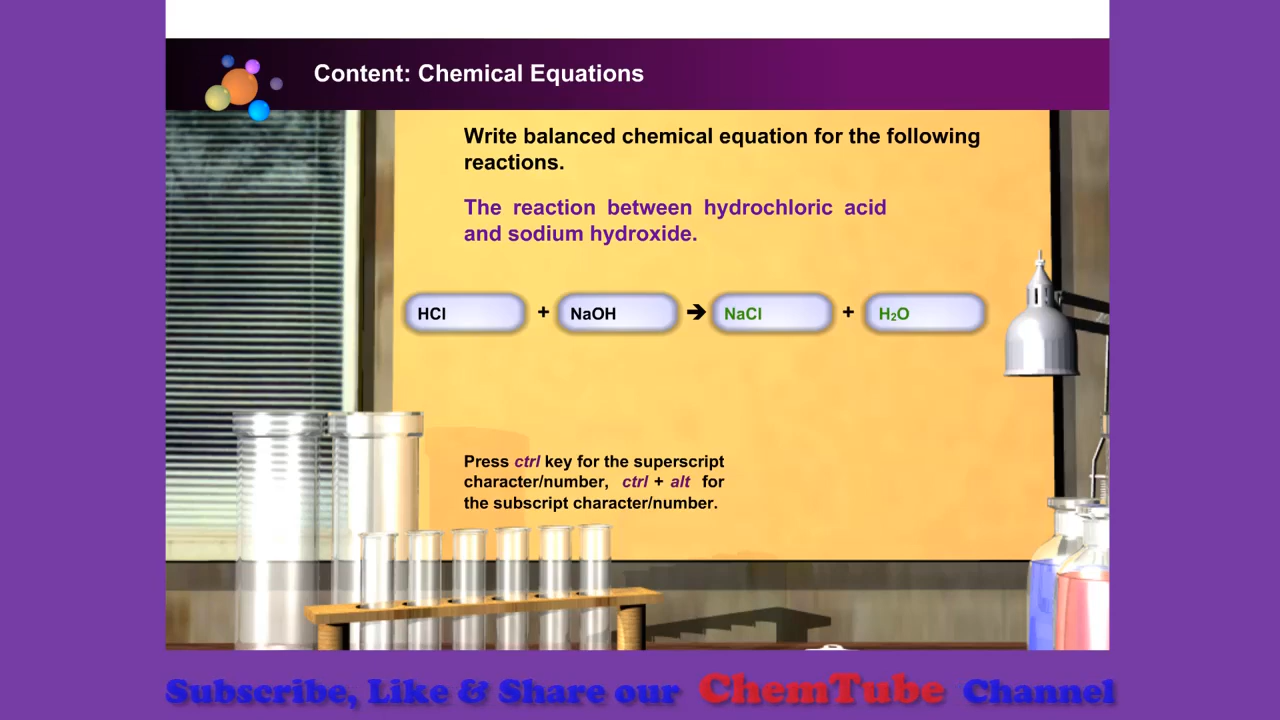 Content: Chemical Equations
Write balanced chemical equation for the following
reactions.
The reaction between hydrochloric acid
and sodium hydroxide.
HCl + NaOH ➔ NaCl + H₂O
Press ctrl key for the superscript
character/number, ctrl + alt for
the subscript character/number.
Subscribe, Like & Share our ChemTube Channel